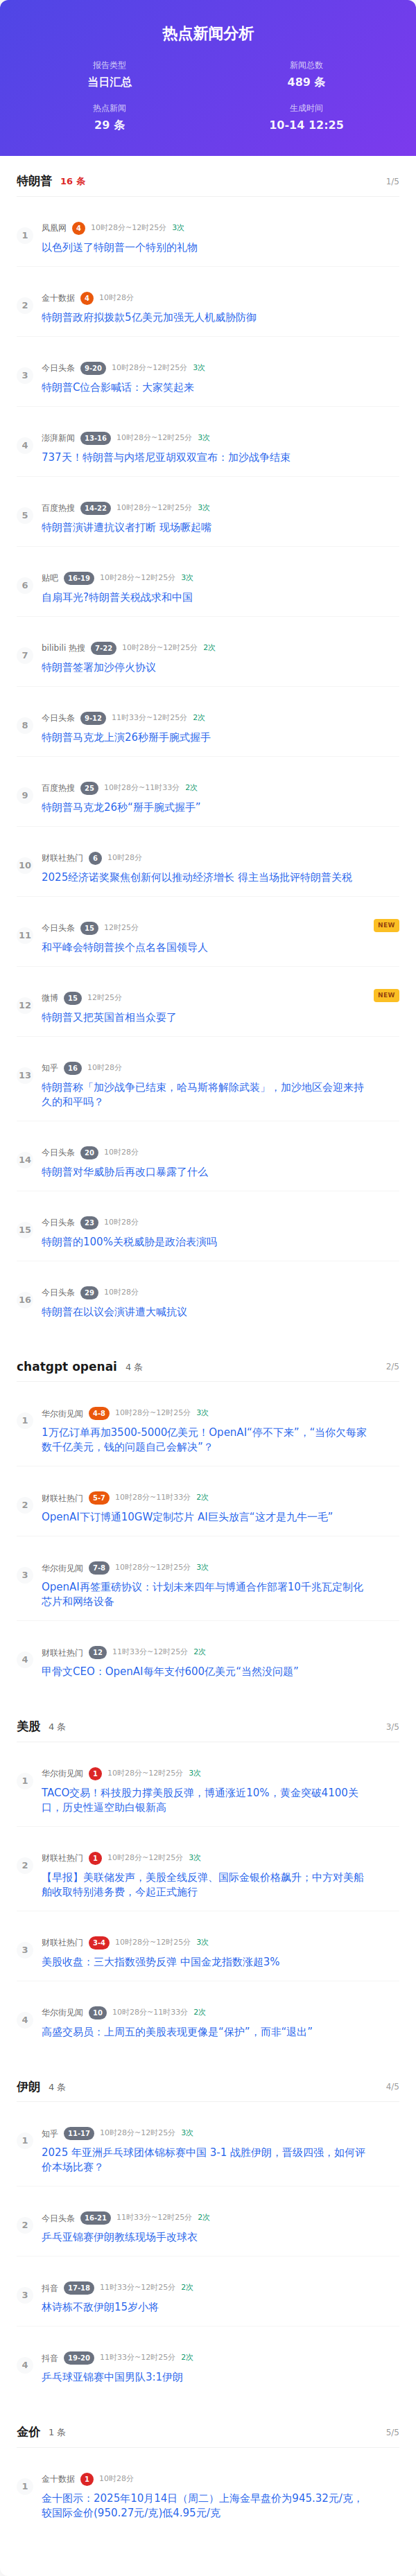 热点新闻分析
报告类型
当日汇总
新闻总数
489 条
热点新闻
29 条
生成时间
10-14 12:25
特朗普 16 条 1/5
1
凤凰网 4 10时28分~12时25分 3次
以色列送了特朗普一个特别的礼物
2
金十数据 4 10时28分
特朗普政府拟拨款5亿美元加强无人机威胁防御
3
今日头条 9-20 10时28分~12时25分 3次
特朗普C位合影喊话：大家笑起来
4
澎湃新闻 13-16 10时28分~12时25分 3次
737天！特朗普与内塔尼亚胡双双宣布：加沙战争结束
5
百度热搜 14-22 10时28分~12时25分 3次
特朗普演讲遭抗议者打断 现场撅起嘴
6
贴吧 16-19 10时28分~12时25分 3次
自扇耳光?特朗普关税战求和中国
7
bilibili 热搜 7-22 10时28分~12时25分 2次
特朗普签署加沙停火协议
8
今日头条 9-12 11时33分~12时25分 2次
特朗普马克龙上演26秒掰手腕式握手
9
百度热搜 25 10时28分~11时33分 2次
特朗普马克龙26秒“掰手腕式握手”
10
财联社热门 6 10时28分
2025经济诺奖聚焦创新何以推动经济增长 得主当场批评特朗普关税
11
今日头条 15 12时25分 NEW
和平峰会特朗普挨个点名各国领导人
12
微博 15 12时25分 NEW
特朗普又把英国首相当众耍了
13
知乎 16 10时28分
特朗普称「加沙战争已结束，哈马斯将解除武装」，加沙地区会迎来持
久的和平吗？
14
今日头条 20 10时28分
特朗普对华威胁后再改口暴露了什么
15
今日头条 23 10时28分
特朗普的100%关税威胁是政治表演吗
16
今日头条 29 10时28分
特朗普在以议会演讲遭大喊抗议
chatgpt openai 4 条 2/5
1
华尔街见闻 4-8 10时28分~12时25分 3次
1万亿订单再加3500-5000亿美元！OpenAI“停不下来”，“当你欠每家
数千亿美元，钱的问题自己会解决”？
2
财联社热门 5-7 10时28分~11时33分 2次
OpenAI下订博通10GW定制芯片 AI巨头放言“这才是九牛一毛”
3
华尔街见闻 7-8 10时28分~12时25分 3次
OpenAI再签重磅协议：计划未来四年与博通合作部署10千兆瓦定制化
芯片和网络设备
4
财联社热门 12 11时33分~12时25分 2次
甲骨文CEO：OpenAI每年支付600亿美元“当然没问题”
美股 4 条 3/5
1
华尔街见闻 1 10时28分~12时25分 3次
TACO交易！科技股力撑美股反弹，博通涨近10%，黄金突破4100关
口，历史性逼空助白银新高
2
财联社热门 1 10时28分~12时25分 3次
【早报】美联储发声，美股全线反弹、国际金银价格飙升；中方对美船
舶收取特别港务费，今起正式施行
3
财联社热门 3-4 10时28分~12时25分 3次
美股收盘：三大指数强势反弹 中国金龙指数涨超3%
4
华尔街见闻 10 10时28分~11时33分 2次
高盛交易员：上周五的美股表现更像是“保护”，而非“退出”
伊朗 4 条 4/5
1
知乎 11-17 10时28分~12时25分 3次
2025 年亚洲乒乓球团体锦标赛中国 3-1 战胜伊朗，晋级四强，如何评
价本场比赛？
2
今日头条 16-21 11时33分~12时25分 2次
乒乓亚锦赛伊朗教练现场手改球衣
3
抖音 17-18 11时33分~12时25分 2次
林诗栋不敌伊朗15岁小将
4
抖音 19-20 11时33分~12时25分 2次
乒乓球亚锦赛中国男队3:1伊朗
金价 1 条 5/5
1
金十数据 1 10时28分
金十图示：2025年10月14日（周二）上海金早盘价为945.32元/克，
较国际金价(950.27元/克)低4.95元/克